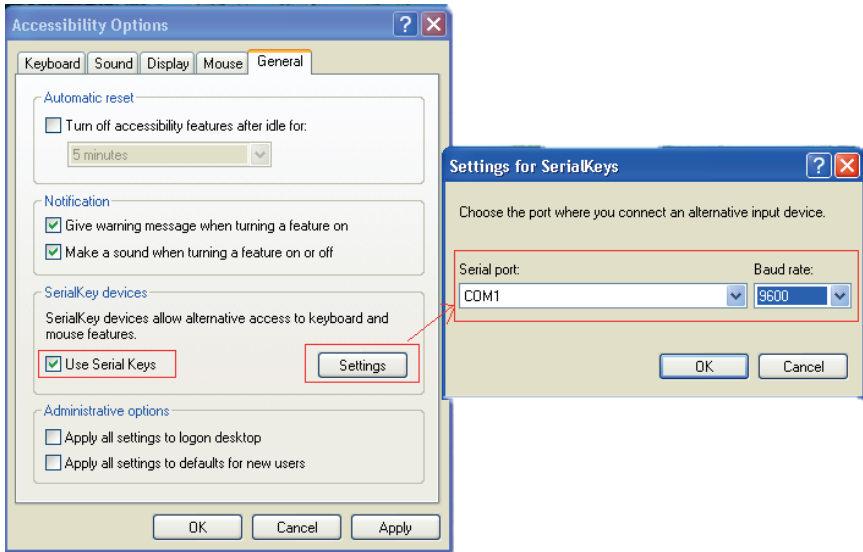 Accessibility Options
Keyboard Sound Display Mouse General
Automatic reset
Turn off accessibility features after idle for:
5 minutes
Notification
Give warning message when turning a feature on
Make a sound when turning a feature on or off
SerialKey devices
SerialKey devices allow alternative access to keyboard and
mouse features.
Use Serial Keys Settings
Administrative options
Apply all settings to logon desktop
Apply all settings to defaults for new users
OK Cancel Apply
Settings for SerialKeys
Choose the port where you connect an alternative input device.
Serial port: Baud rate:
COM1 9600
OK Cancel